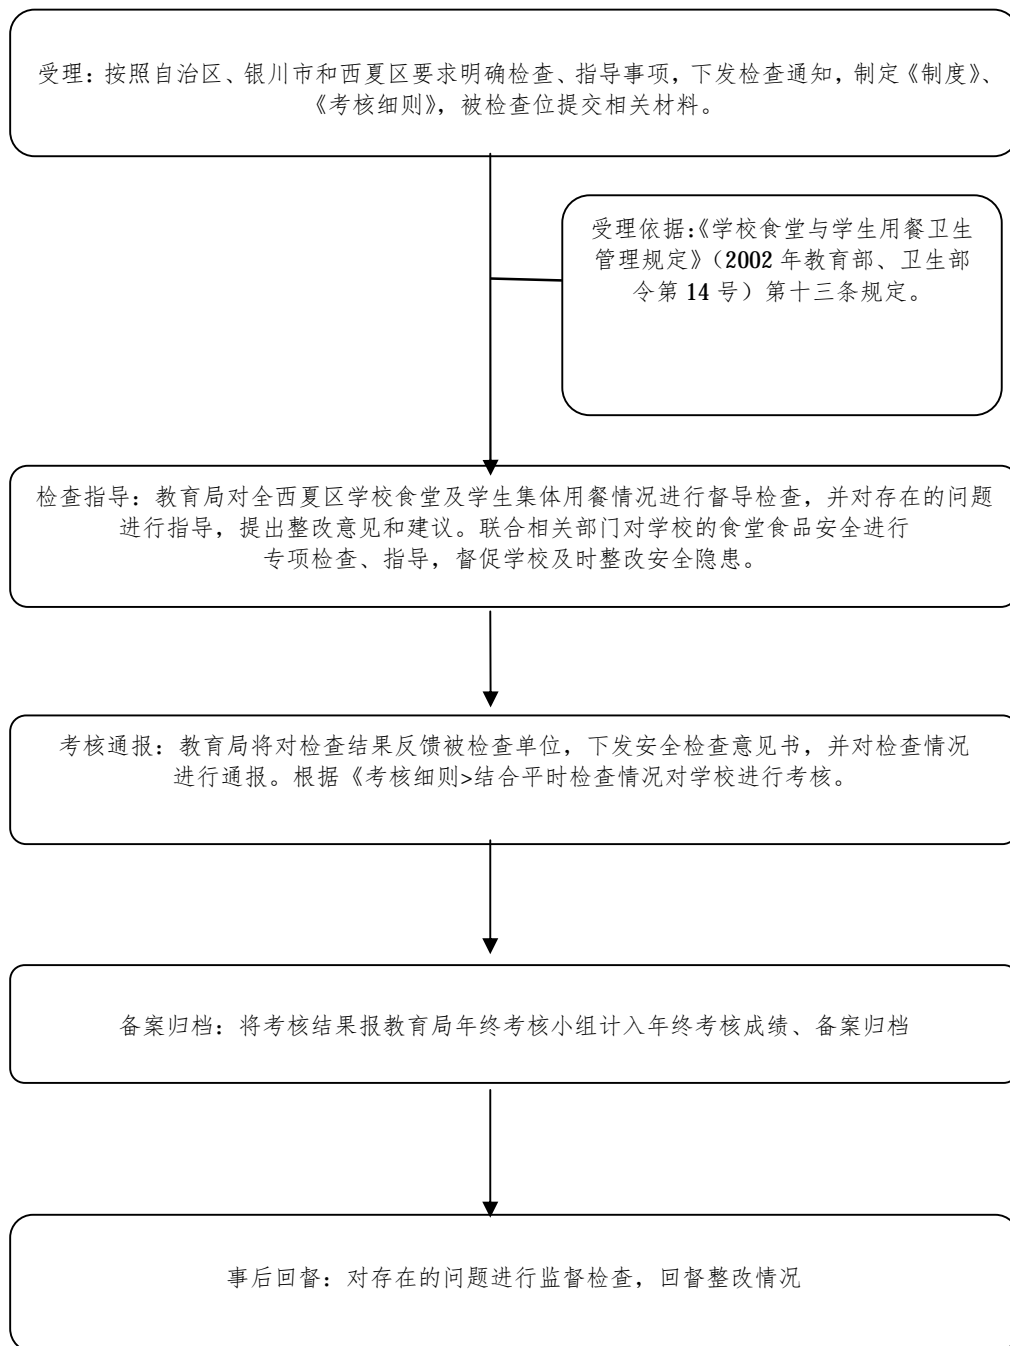 受理：按照自治区、银川市和西夏区要求明确检查、指导事项，下发检查通知，制定《制度》、
《考核细则》，被检查位提交相关材料。
受理依据：《学校食堂与学生用餐卫生
管理规定》（2002 年教育部、卫生部
令第 14 号）第十三条规定。
检查指导：教育局对全西夏区学校食堂及学生集体用餐情况进行督导检查，并对存在的问题
进行指导，提出整改意见和建议。联合相关部门对学校的食堂食品安全进行
专项检查、指导，督促学校及时整改安全隐患。
考核通报：教育局将对检查结果反馈被检查单位，下发安全检查意见书，并对检查情况
进行通报。根据《考核细则>结合平时检查情况对学校进行考核。
备案归档：将考核结果报教育局年终考核小组计入年终考核成绩、备案归档
事后回督：对存在的问题进行监督检查，回督整改情况